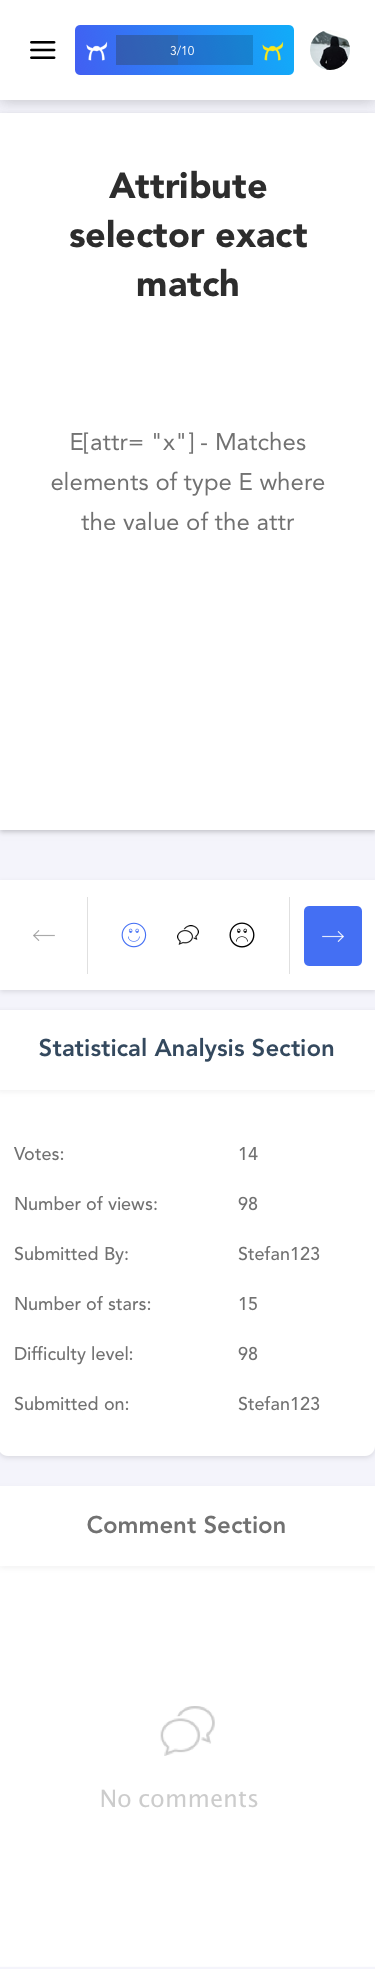 3/10
Attribute
selector exact
match
E[attr= "x"] - Matches
elements of type E where
the value of the attr
Statistical Analysis Section
Votes: 14
Number of views: 98
Submitted By: Stefan123
Number of stars: 15
Difficulty level: 98
Submitted on: Stefan123
Comment Section
No comments